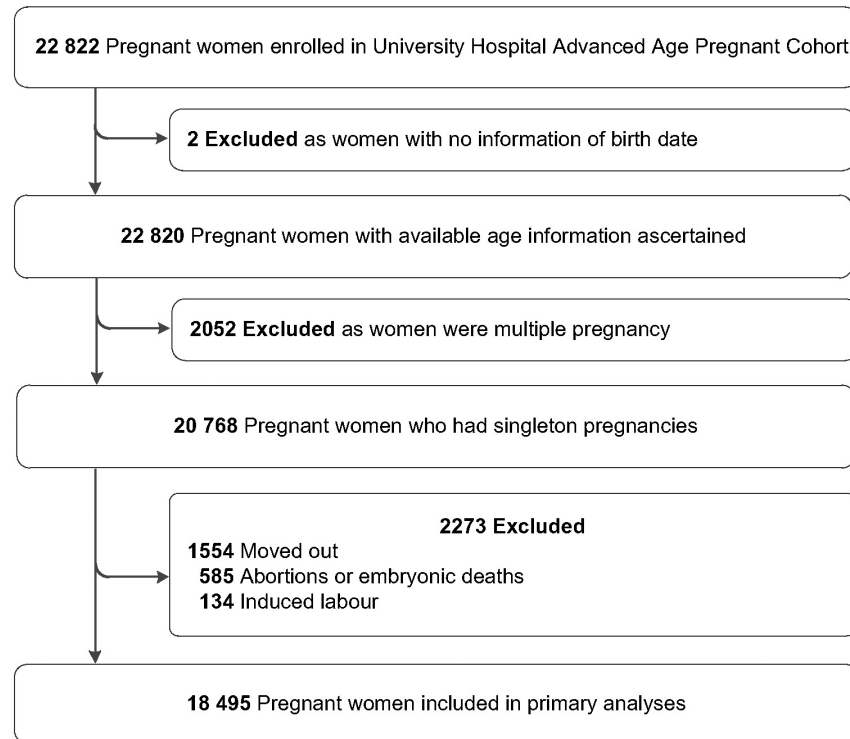 22 822 Pregnant women enrolled in University Hospital Advanced Age Pregnant Cohort
2 Excluded as women with no information of birth date
22 820 Pregnant women with available age information ascertained
2052 Excluded as women were multiple pregnancy
20 768 Pregnant women who had singleton pregnancies
2273 Excluded
1554 Moved out
585 Abortions or embryonic deaths
134 Induced labour
18 495 Pregnant women included in primary analyses